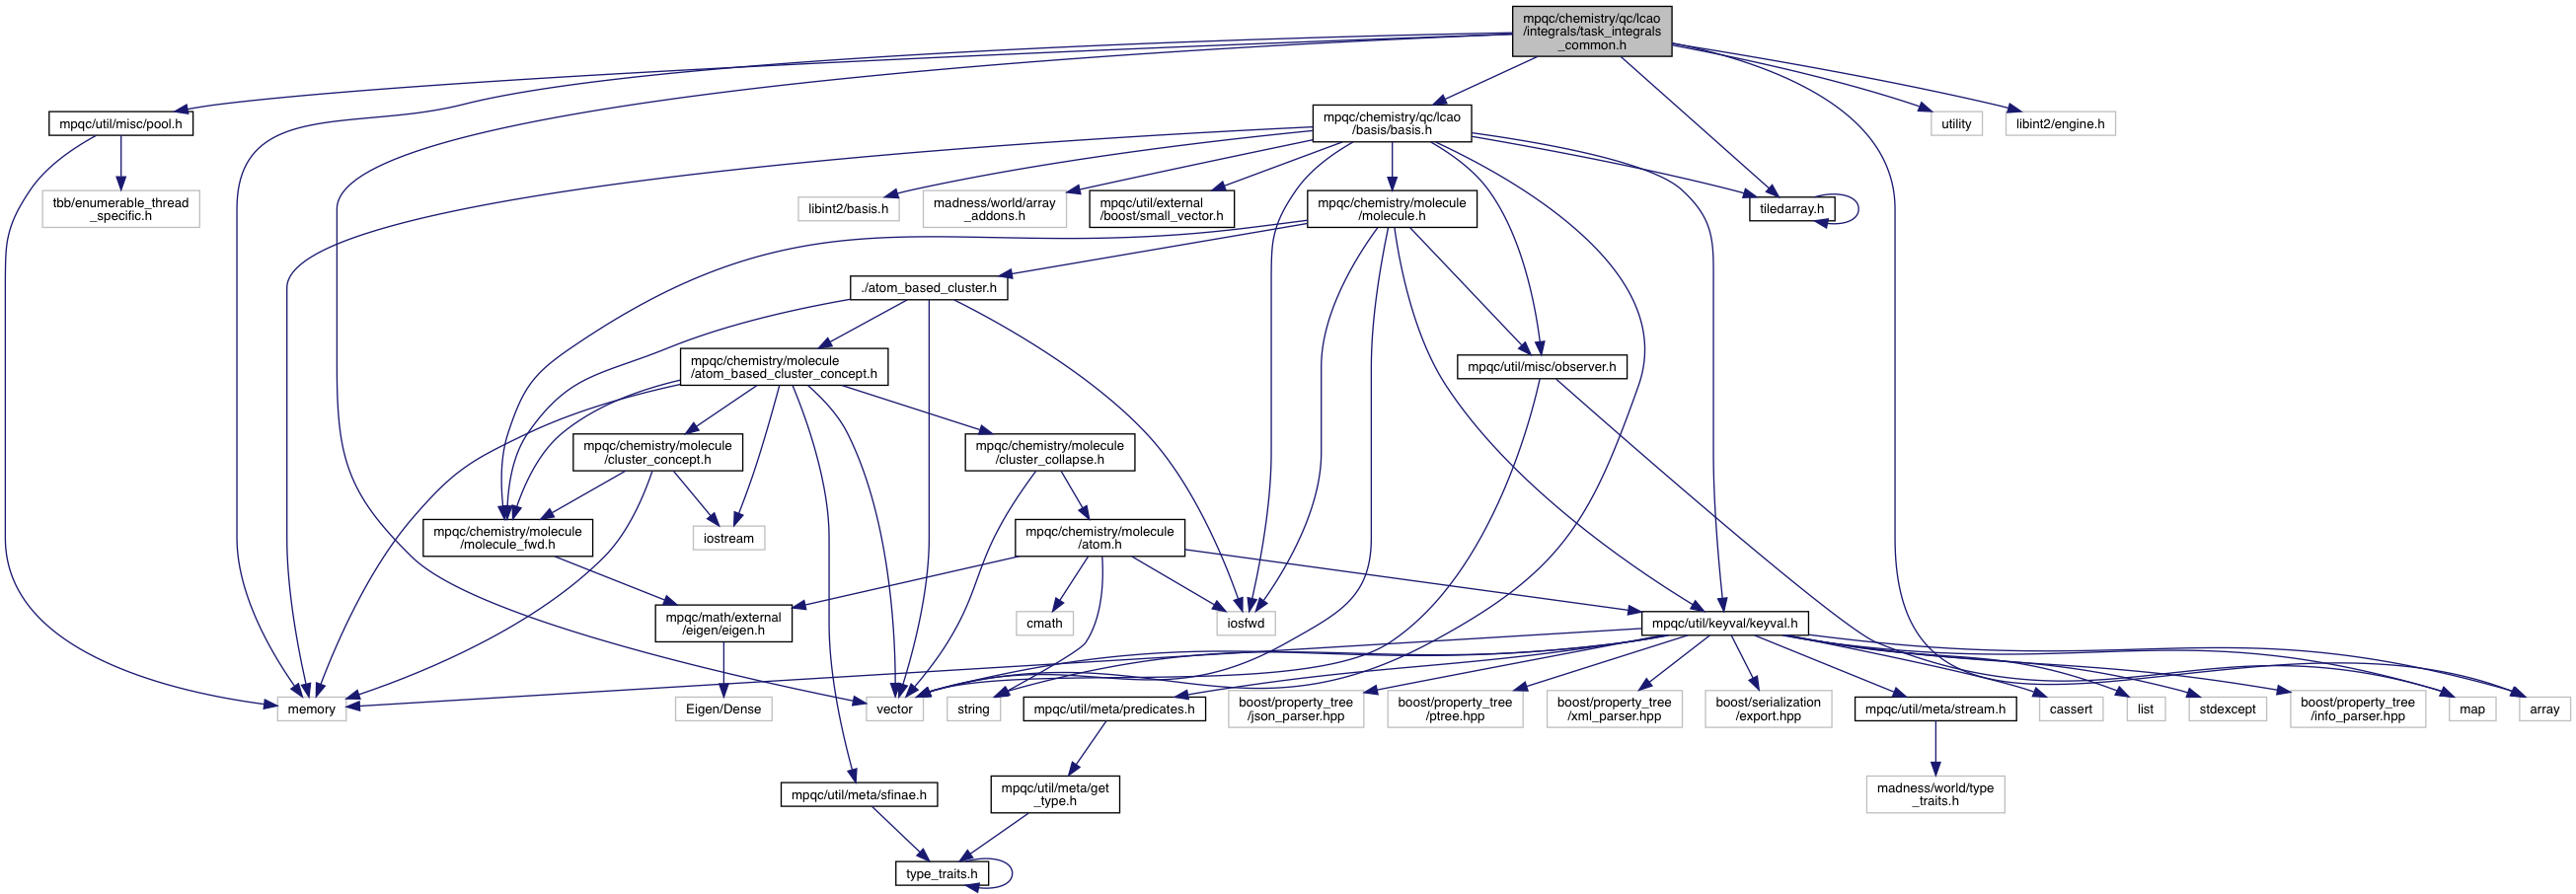 mpqc/chemistry/qc/lcao
/integrals/task_integrals
_common.h
mpqc/util/misc/pool.h
mpqc/chemistry/qc/lcao
/basis/basis.h
utility
libint2/engine.h
tbb/enumerable_thread
_specific.h
libint2/basis.h
madness/world/array
_addons.h
mpqc/util/external
/boost/small_vector.h
mpqc/chemistry/molecule
/molecule.h
tiledarray.h
./atom_based_cluster.h
mpqc/chemistry/molecule
/atom_based_cluster_concept.h
mpqc/util/misc/observer.h
mpqc/chemistry/molecule
/cluster_concept.h
mpqc/chemistry/molecule
/cluster_collapse.h
mpqc/chemistry/molecule
/molecule_fwd.h
iostream
mpqc/chemistry/molecule
/atom.h
mpqc/math/external
/eigen/eigen.h
cmath
iosfwd
mpqc/util/keyval/keyval.h
memory
Eigen/Dense
vector
string
mpqc/util/meta/predicates.h
boost/property_tree
/json_parser.hpp
boost/property_tree
/ptree.hpp
boost/property_tree
/xml_parser.hpp
boost/serialization
/export.hpp
mpqc/util/meta/stream.h
cassert
list
stdexcept
boost/property_tree
/info_parser.hpp
map
array
mpqc/util/meta/sfinae.h
mpqc/util/meta/get
_type.h
madness/world/type
_traits.h
type_traits.h